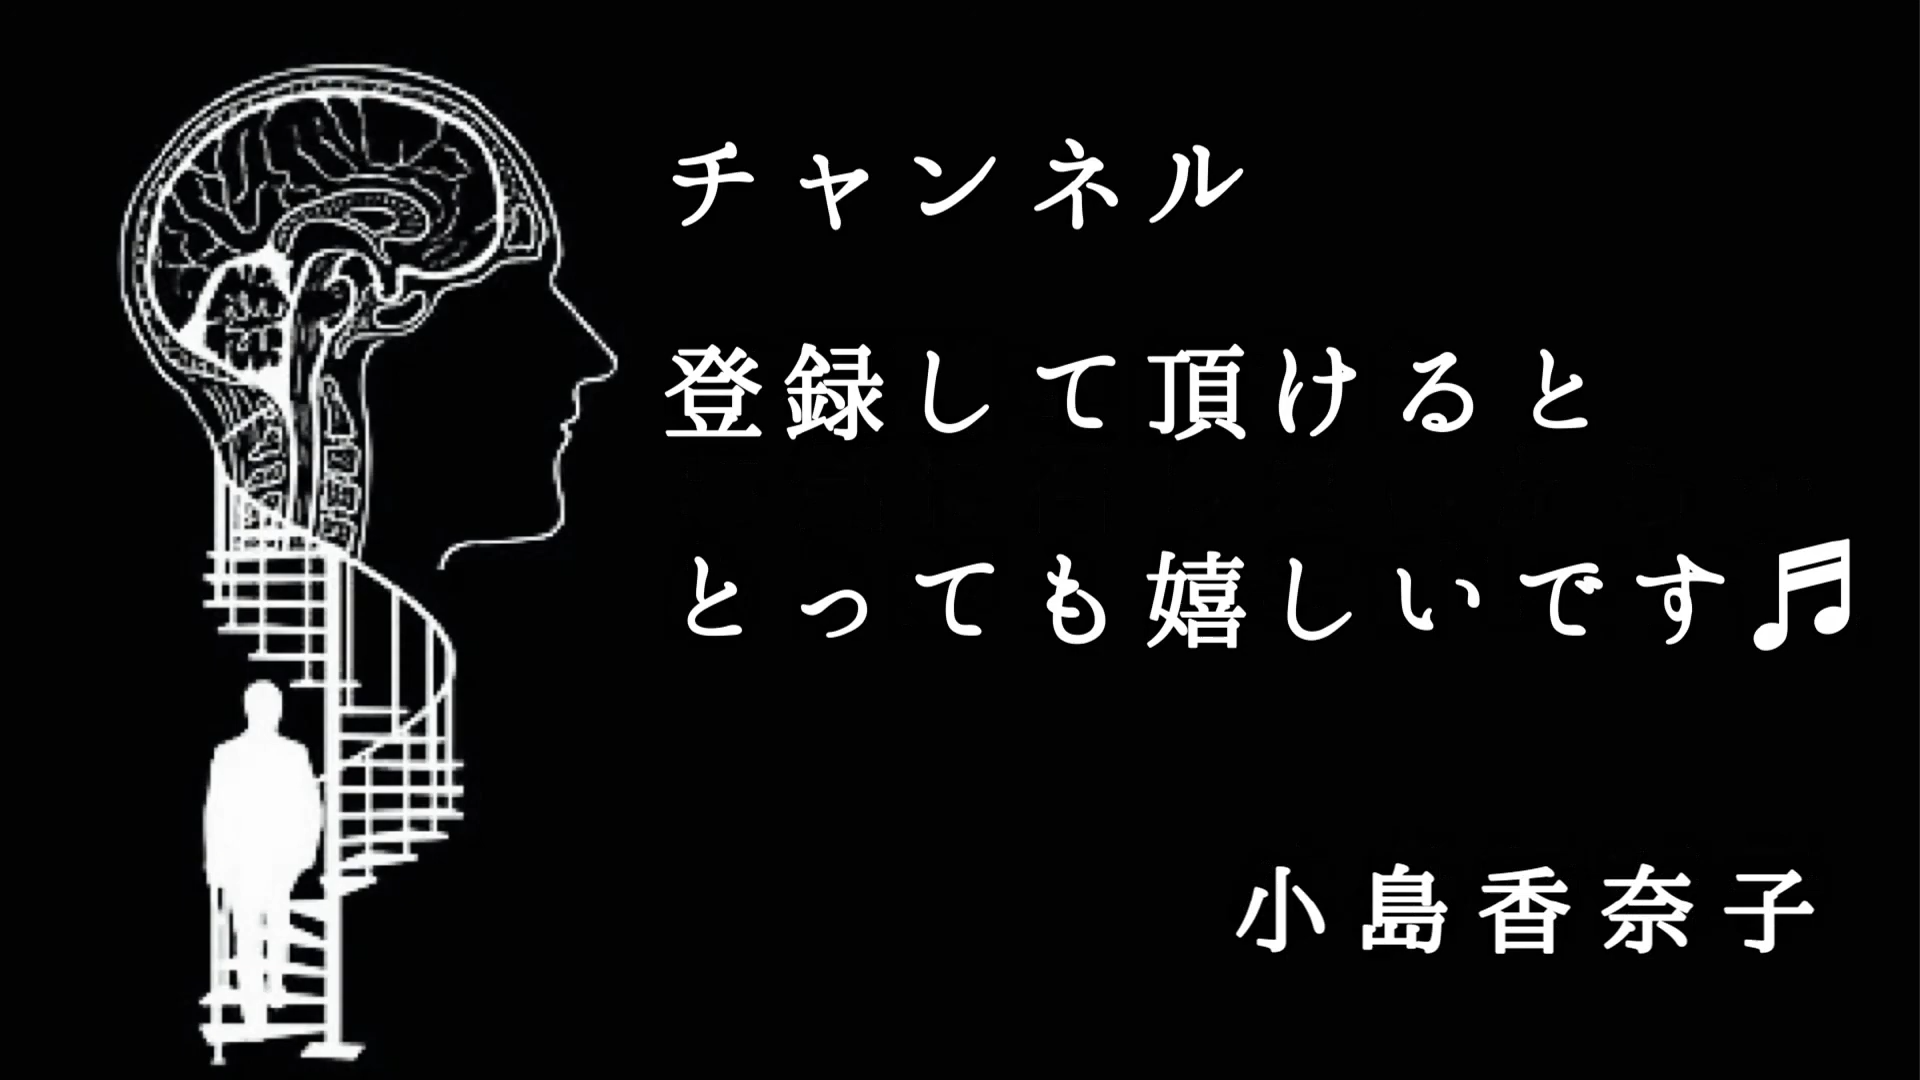 チャンネル
登録して頂けると
とっても嬉しいです♬
小島香奈子